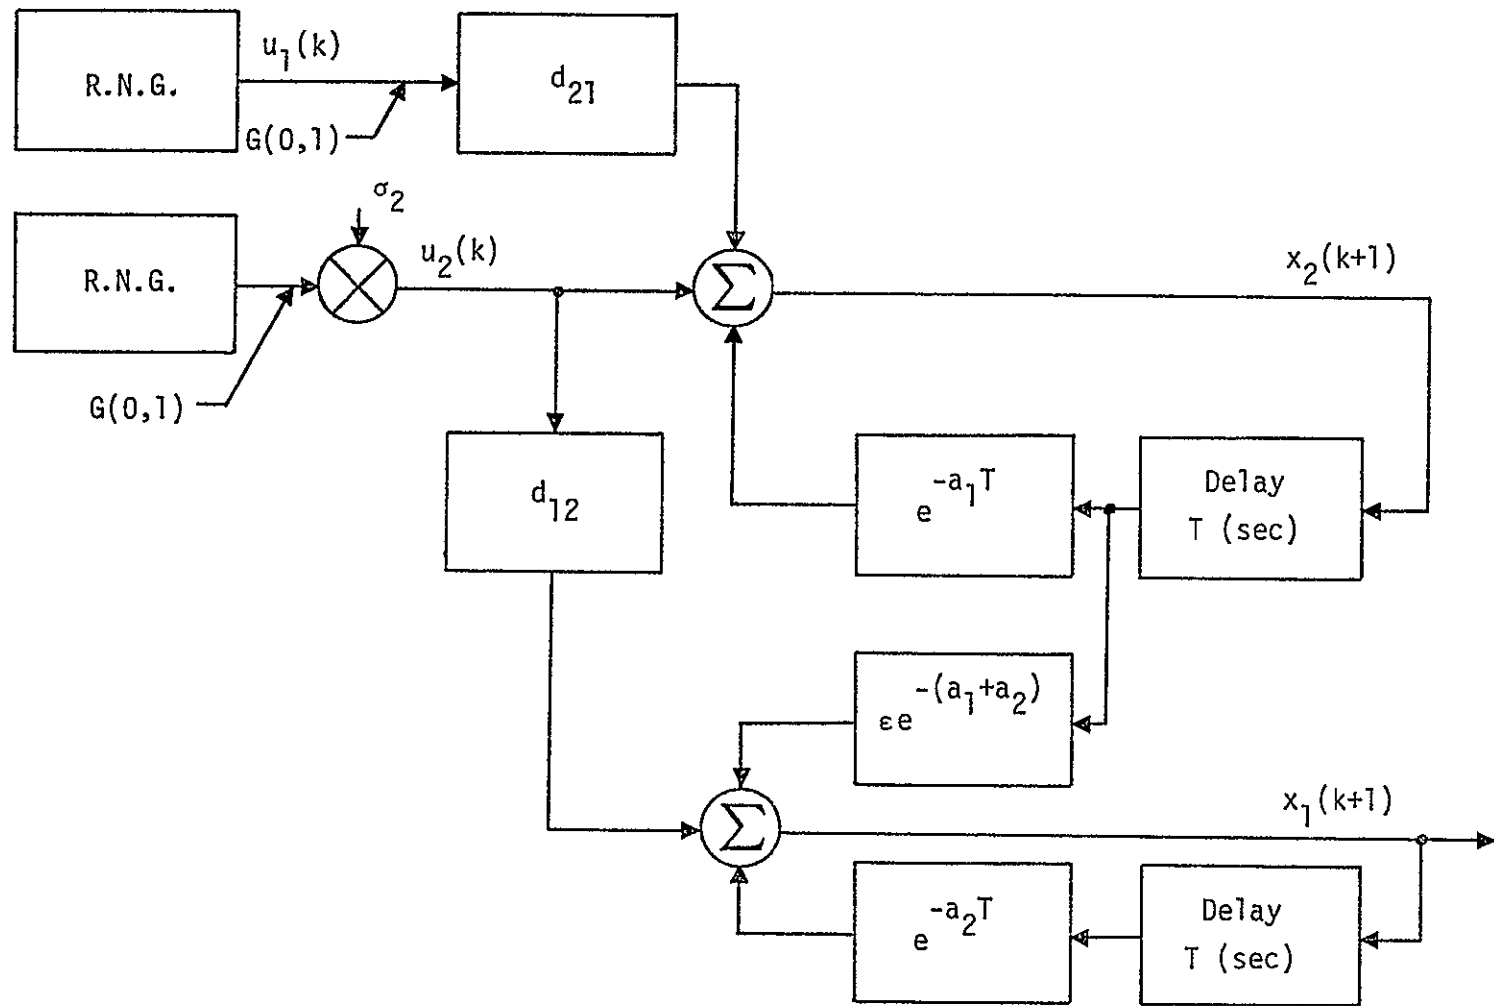 R.N.G.
u₁(k)
G(0,1)
d₂₁
R.N.G.
σ₂
G(0,1)
u₂(k)
Σ
x₂(k+1)
d₁₂
e^-a₁T
Delay
T (sec)
εe^-(a₁+a₂)
Σ
x₁(k+1)
e^-a₂T
Delay
T (sec)